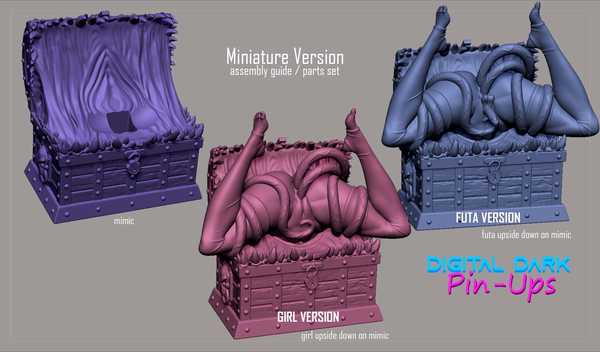 Miniature Version
assembly guide / parts set
mimic
FUTA VERSION
futa upside down on mimic
DIGITAL DARK
Pin-Ups
GIRL VERSION
girl upside down on mimic